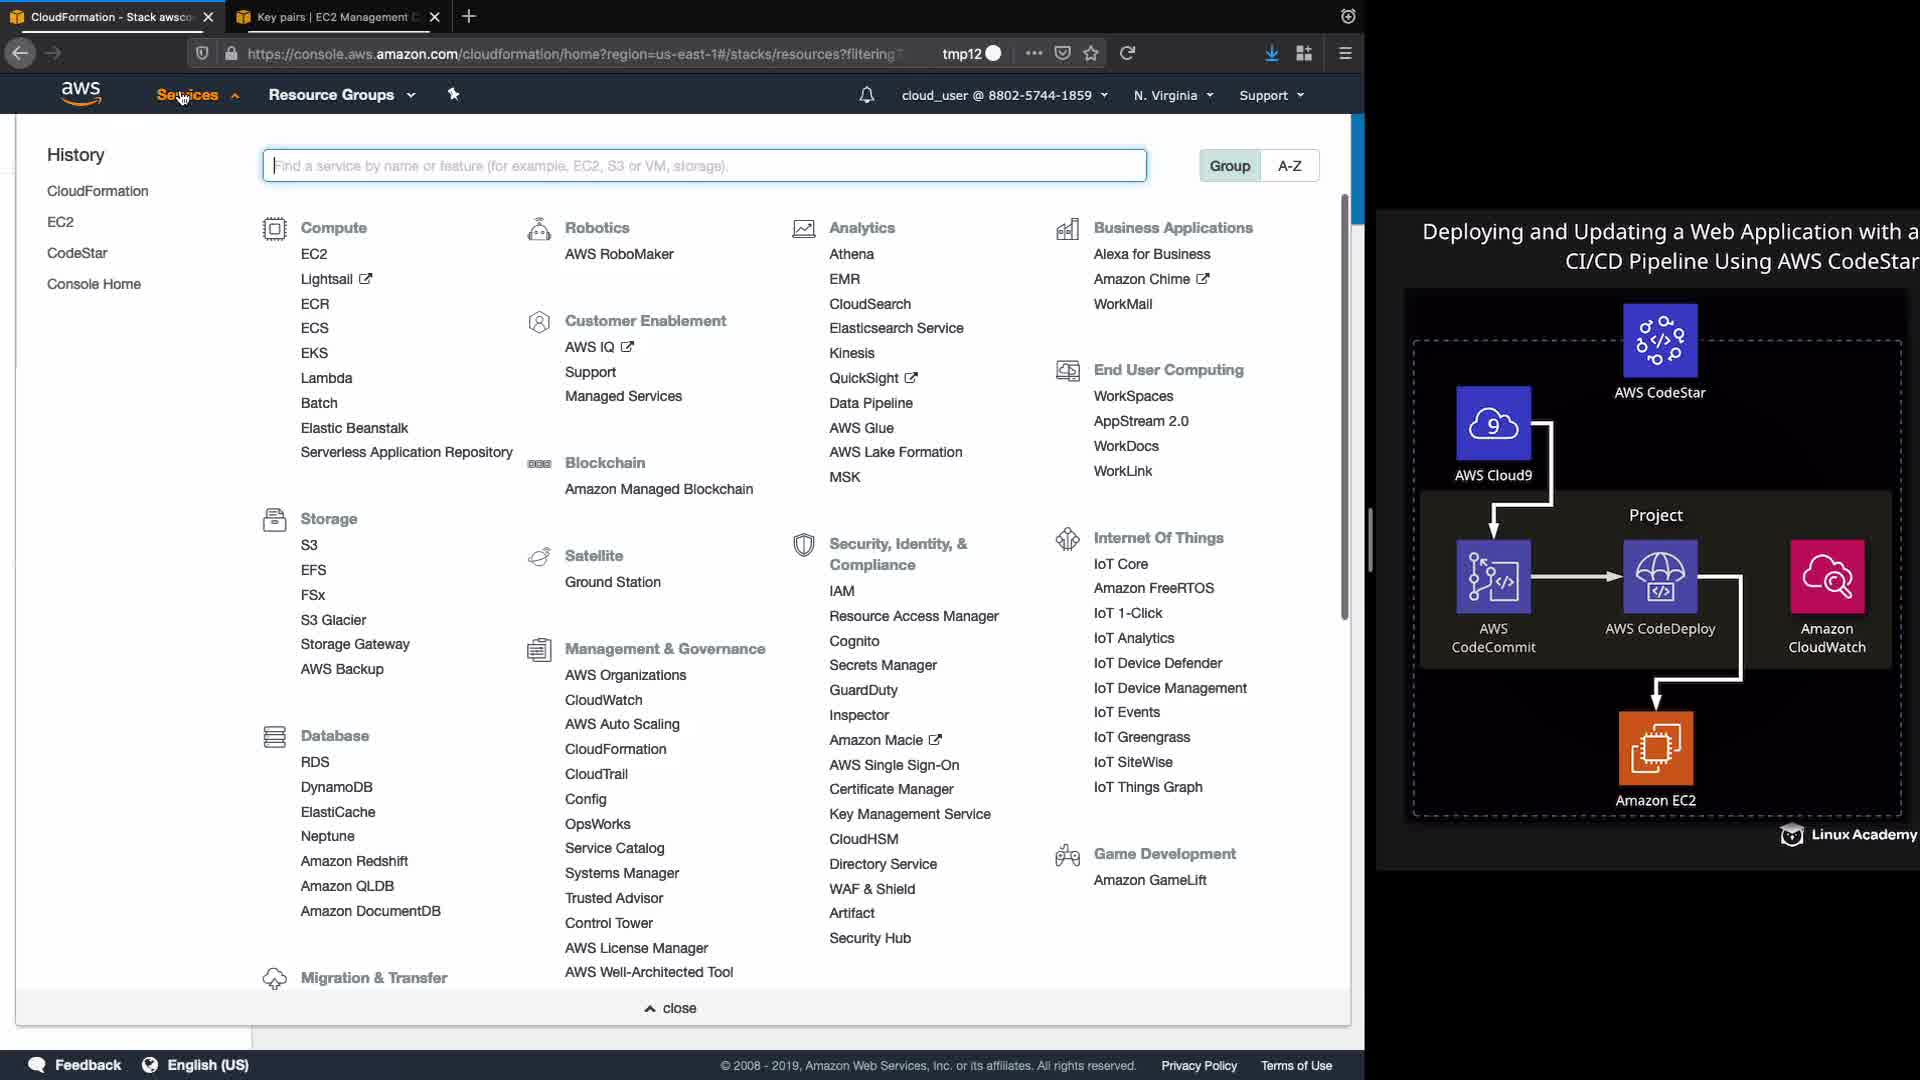 CloudFormation - Stack awsco
Key pairs | EC2 Management C
https://console.aws.amazon.com/cloudformation/home?region=us-east-1#/stacks/resources?filtering
tmp12
aws
Services
Resource Groups
cloud_user @ 8802-5744-1859
N. Virginia
Support
History
CloudFormation
EC2
CodeStar
Console Home
Find a service by name or feature (for example, EC2, S3 or VM, storage).
Group
A-Z
Compute
EC2
Lightsail
ECR
ECS
EKS
Lambda
Batch
Elastic Beanstalk
Serverless Application Repository
Storage
S3
EFS
FSx
S3 Glacier
Storage Gateway
AWS Backup
Database
RDS
DynamoDB
ElastiCache
Neptune
Amazon Redshift
Amazon QLDB
Amazon DocumentDB
Migration & Transfer
Robotics
AWS RoboMaker
Customer Enablement
AWS IQ
Support
Managed Services
Blockchain
Amazon Managed Blockchain
Satellite
Ground Station
Management & Governance
AWS Organizations
CloudWatch
AWS Auto Scaling
CloudFormation
CloudTrail
Config
OpsWorks
Service Catalog
Systems Manager
Trusted Advisor
Control Tower
AWS License Manager
AWS Well-Architected Tool
Analytics
Athena
EMR
CloudSearch
Elasticsearch Service
Kinesis
QuickSight
Data Pipeline
AWS Glue
AWS Lake Formation
MSK
Security, Identity, &
Compliance
IAM
Resource Access Manager
Cognito
Secrets Manager
GuardDuty
Inspector
Amazon Macie
AWS Single Sign-On
Certificate Manager
Key Management Service
CloudHSM
Directory Service
WAF & Shield
Artifact
Security Hub
Business Applications
Alexa for Business
Amazon Chime
WorkMail
End User Computing
WorkSpaces
AppStream 2.0
WorkDocs
WorkLink
Internet Of Things
IoT Core
Amazon FreeRTOS
IoT 1-Click
IoT Analytics
IoT Device Defender
IoT Device Management
IoT Events
IoT Greengrass
IoT SiteWise
IoT Things Graph
Game Development
Amazon GameLift
close
Feedback
English (US)
© 2008 - 2019, Amazon Web Services, Inc. or its affiliates. All rights reserved.
Privacy Policy
Terms of Use
Deploying and Updating a Web Application with a
CI/CD Pipeline Using AWS CodeStar
AWS CodeStar
9
AWS Cloud9
Project
AWS
CodeCommit
AWS CodeDeploy
Amazon
CloudWatch
Amazon EC2
Linux Academy